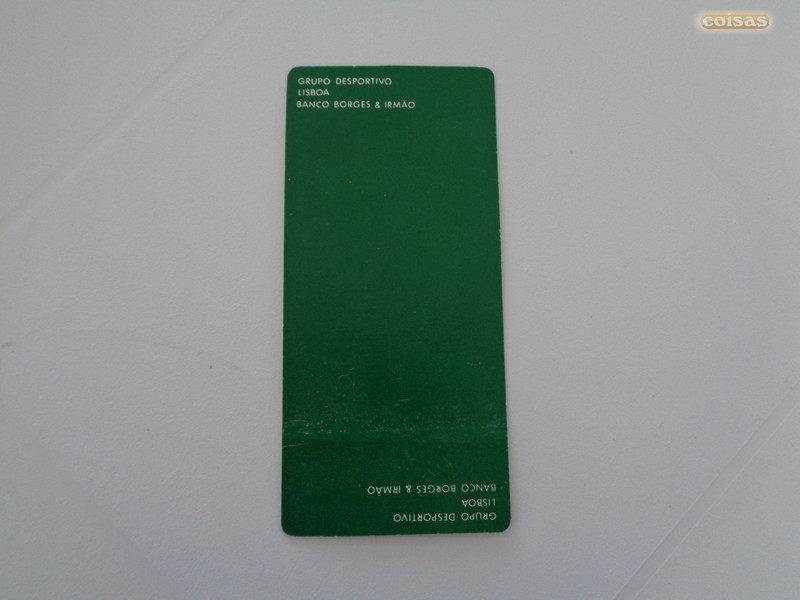 coisas
GRUPO DESPORTIVO
LISBOA
BANCO BORGES & IRMÃO
GRUPO DESPORTIVO
LISBOA
BANCO BORGES & IRMÃO